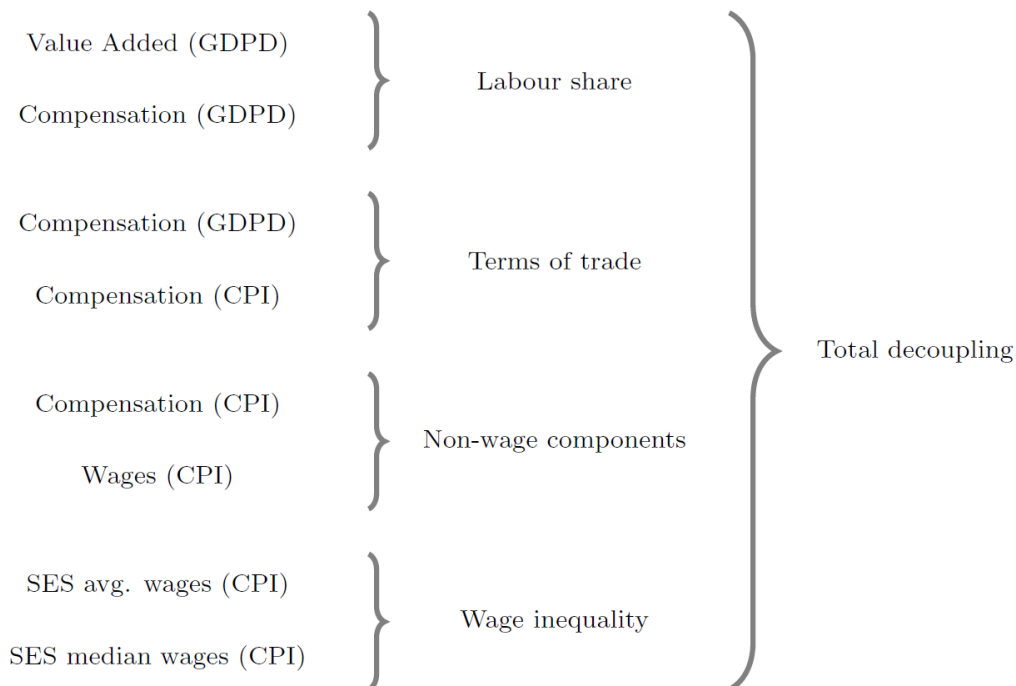 Value Added (GDPD)
Compensation (GDPD)
Labour share
Compensation (GDPD)
Compensation (CPI)
Terms of trade
Compensation (CPI)
Wages (CPI)
Non-wage components
SES avg. wages (CPI)
SES median wages (CPI)
Wage inequality
Total decoupling